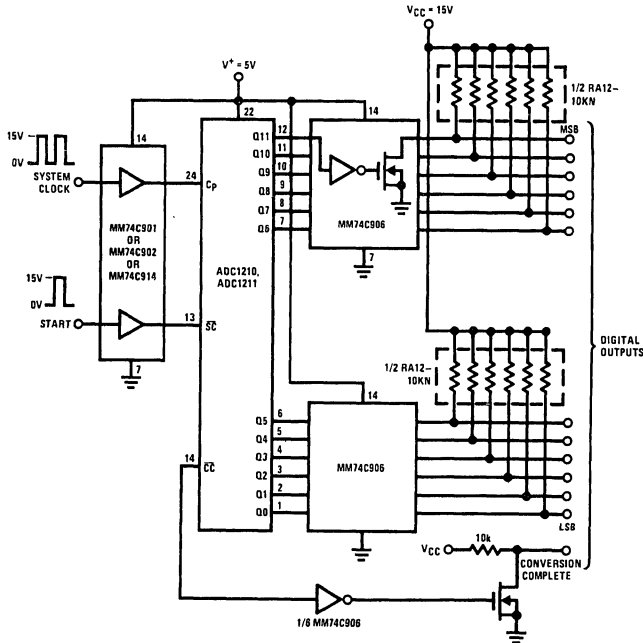 VCC = 15V
V+ = 5V
1/2 RA12–
10KN
14
22
14
MSB
15V
0V
SYSTEM
CLOCK
24
CP
Q11
12
Q10
11
Q9
10
Q8
9
Q7
8
Q6
7
MM74C906
7
MM74C901
OR
MM74C902
OR
MM74C914
ADC1210,
ADC1211
15V
0V
START
13
SC
7
DIGITAL
OUTPUTS
1/2 RA12–
10KN
14
14
CC
Q5
6
Q4
5
Q3
4
Q2
3
Q1
2
Q0
1
MM74C906
LSB
VCC
10k
CONVERSION
COMPLETE
1/6 MM74C906